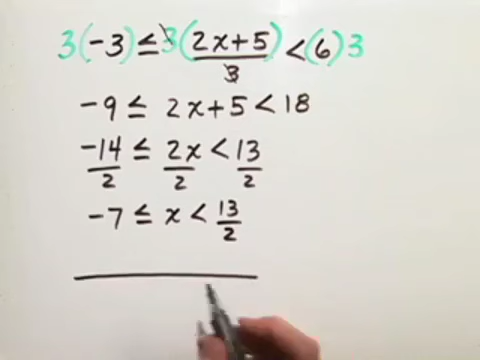 3(-3) ≤ 3(2x+5)/3 < (6)3
-9 ≤ 2x+5 < 18
-14/2 ≤ 2x/2 < 13/2
-7 ≤ x < 13/2